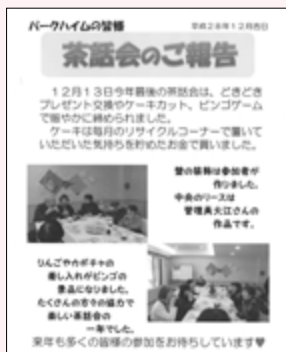 パークハイムの皆様
平成28年12月吉日
茶話会のご報告
12月13日今年最後の茶話会は、どきどき
プレゼント交換やケーキカット、ビンゴゲーム
で賑やかに締められました。
ケーキは毎月のリサイクルコーナーで置いて
いただいた気持ちを貯めたお金で買いました。
壁の装飾は参加者が
作りました。
中央のリースは
管理員大江さんの
作品です。
りんごやカボチャの
差し入れがビンゴの
景品になりました。
たくさんの方々の協力で
楽しい茶話会の
一年でした。
来年も多くの皆様の参加をお待ちしています♥